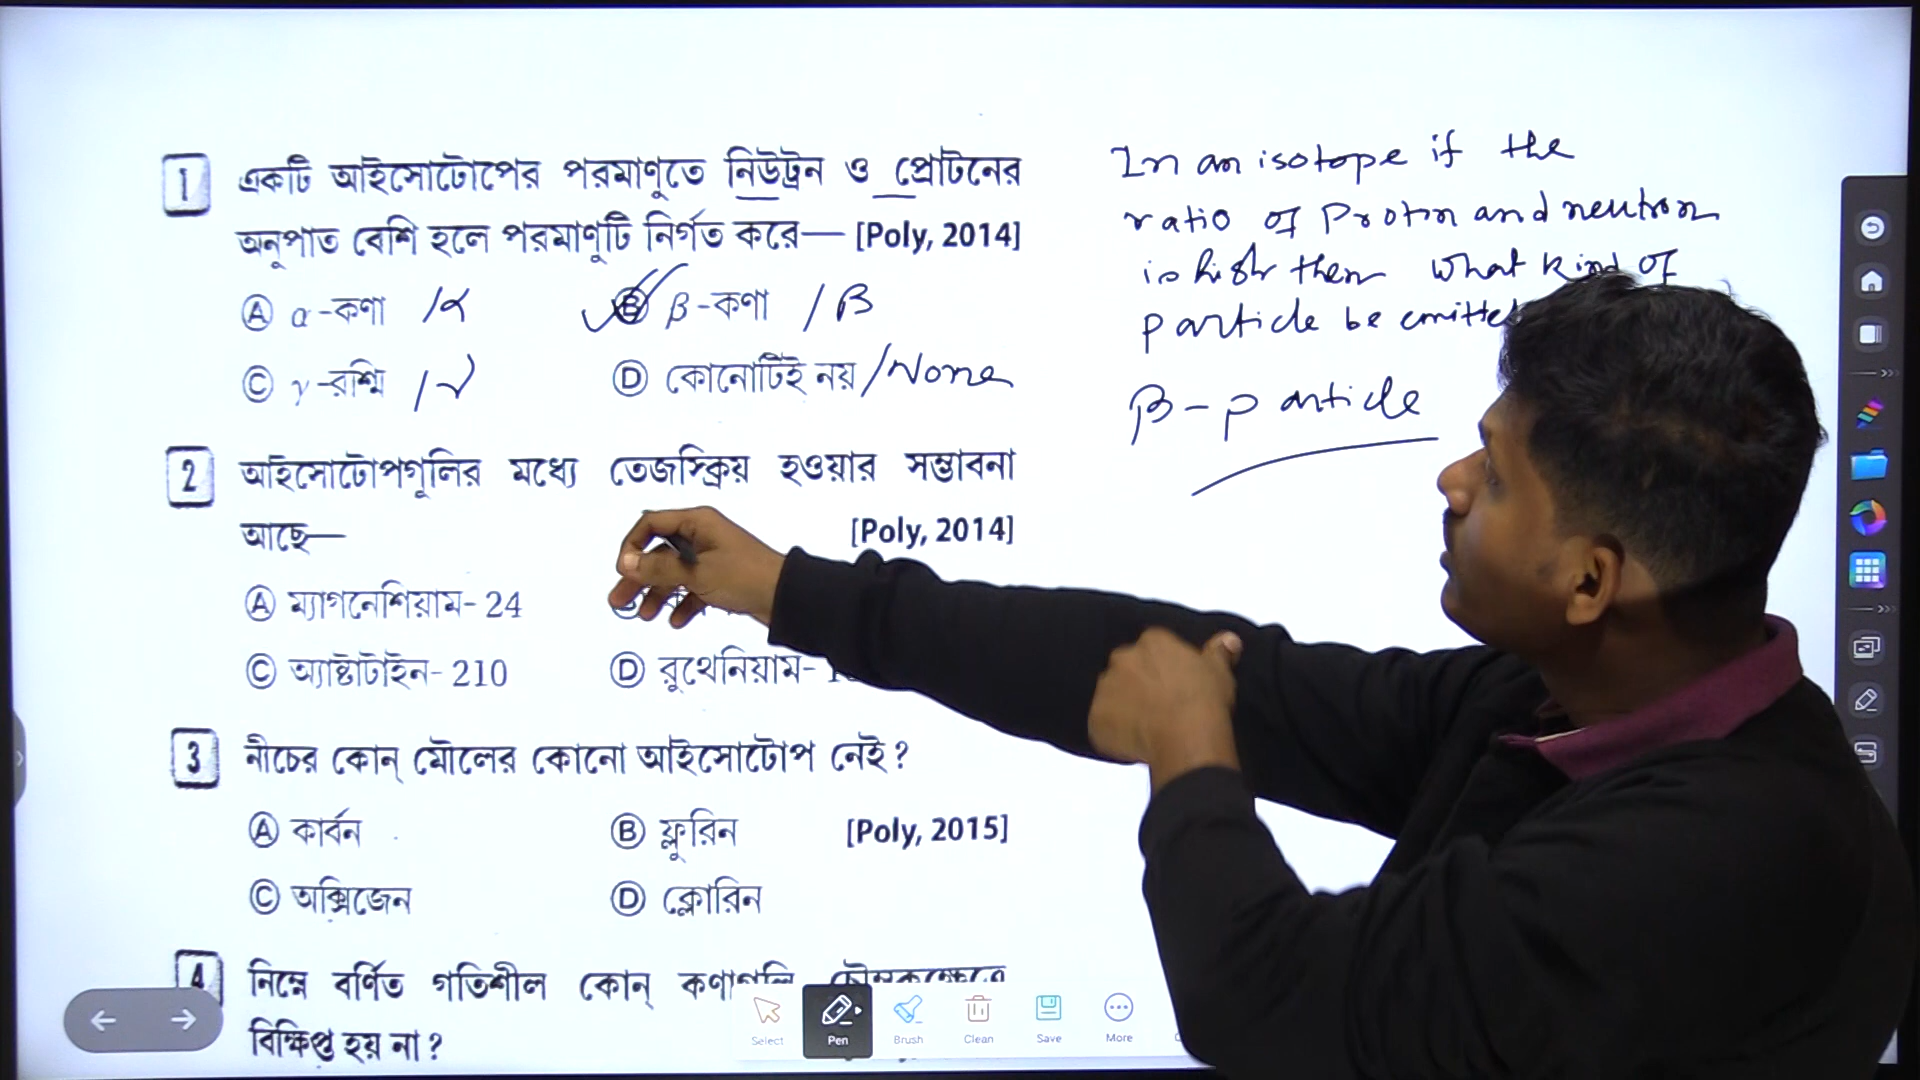 1 একটি আইসোটোপের পরমাণুতে নিউট্রন ও প্রোটনের
অনুপাত বেশি হলে পরমাণুটি নির্গত করে— [Poly, 2014]
Ⓐ α-কণা /α Ⓑ β-কণা /β
Ⓒ γ-রশ্মি /γ Ⓓ কোনোটিই নয় /None
2 আইসোটোপগুলির মধ্যে তেজস্ক্রিয় হওয়ার সম্ভাবনা
আছে— [Poly, 2014]
Ⓐ ম্যাগনেশিয়াম-24
Ⓒ অ্যাস্টাটাইন-210 Ⓓ রুথেনিয়াম-
3 নীচের কোন্ মৌলের কোনো আইসোটোপ নেই?
Ⓐ কার্বন Ⓑ ফ্লুরিন [Poly, 2015]
Ⓒ অক্সিজেন Ⓓ ক্লোরিন
4 নিম্নে বর্ণিত গতিশীল কোন্ কণাগুলি
বিক্ষিপ্ত হয় না?
In an isotope if the
ratio of Proton and neutron
is high then what kind of
particle be
β-particle
Select Pen Brush Clean Save More